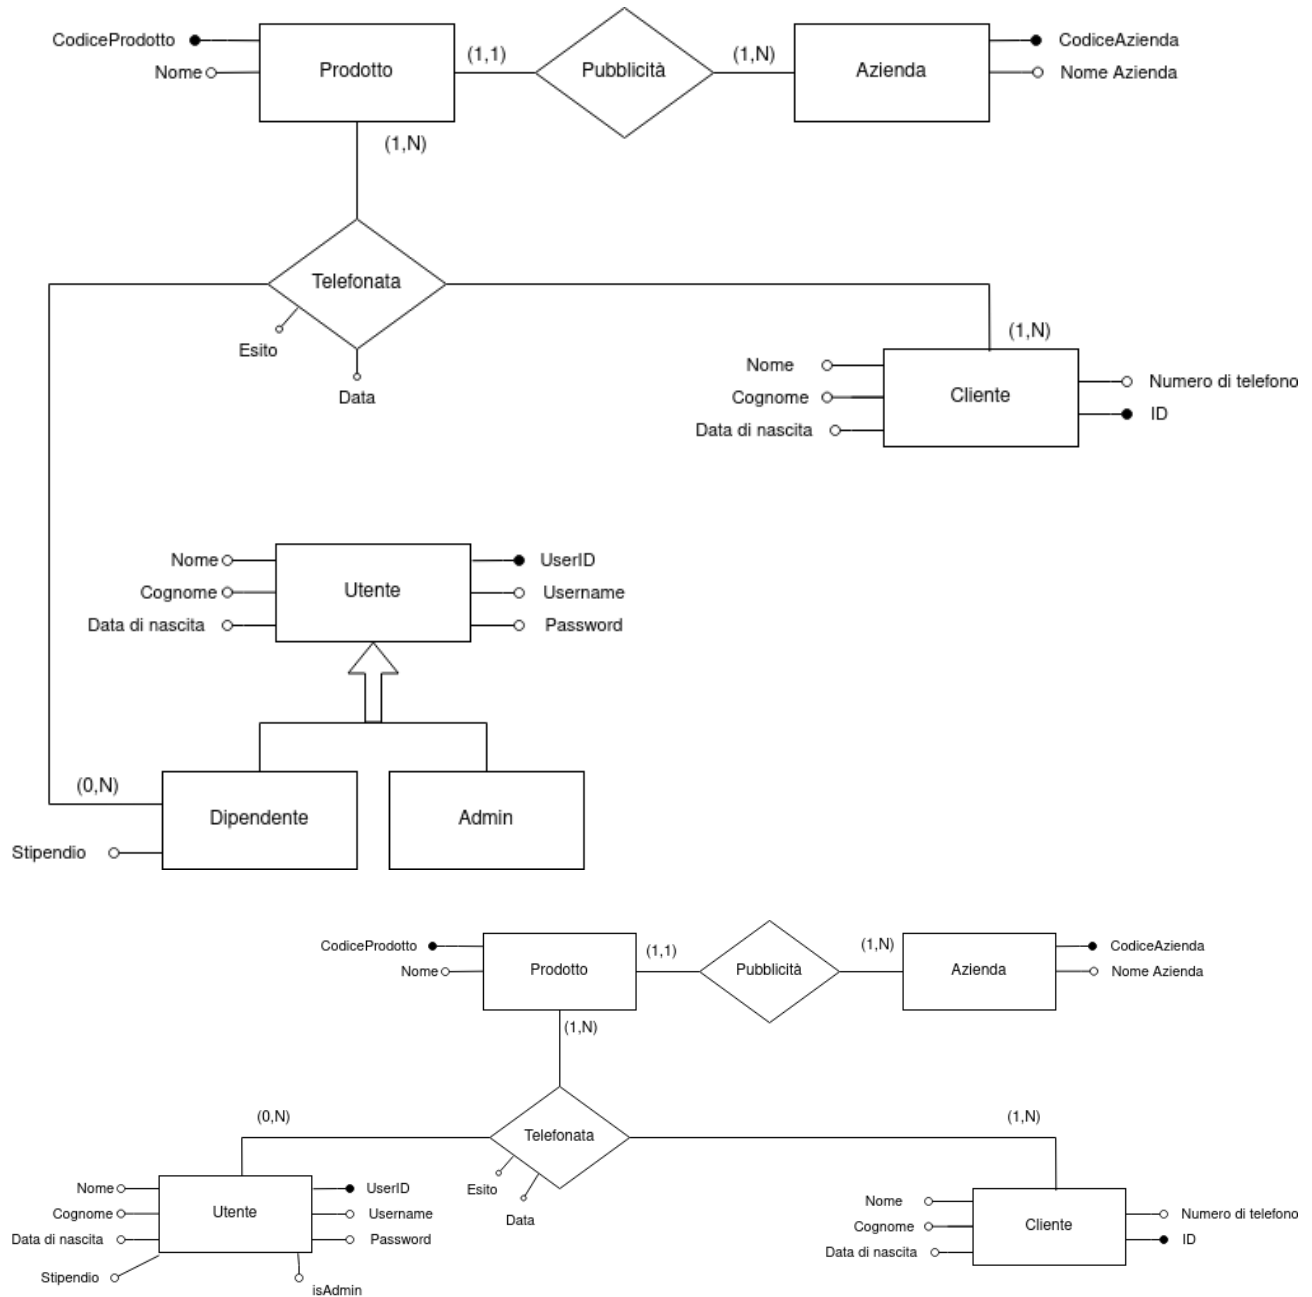 CodiceProdotto
Nome
Prodotto
(1,1)
Pubblicità
(1,N)
Azienda
CodiceAzienda
Nome Azienda
(1,N)
Telefonata
Esito
Data
(1,N)
Nome
Cognome
Data di nascita
Cliente
Numero di telefono
ID
Nome
Cognome
Data di nascita
Utente
UserID
Username
Password
(0,N)
Stipendio
Dipendente
Admin
CodiceProdotto
Nome
Prodotto
(1,1)
Pubblicità
(1,N)
Azienda
CodiceAzienda
Nome Azienda
(1,N)
(0,N)
Telefonata
(1,N)
Esito
Data
Nome
Cognome
Data di nascita
Stipendio
Utente
UserID
Username
Password
isAdmin
Nome
Cognome
Data di nascita
Cliente
Numero di telefono
ID